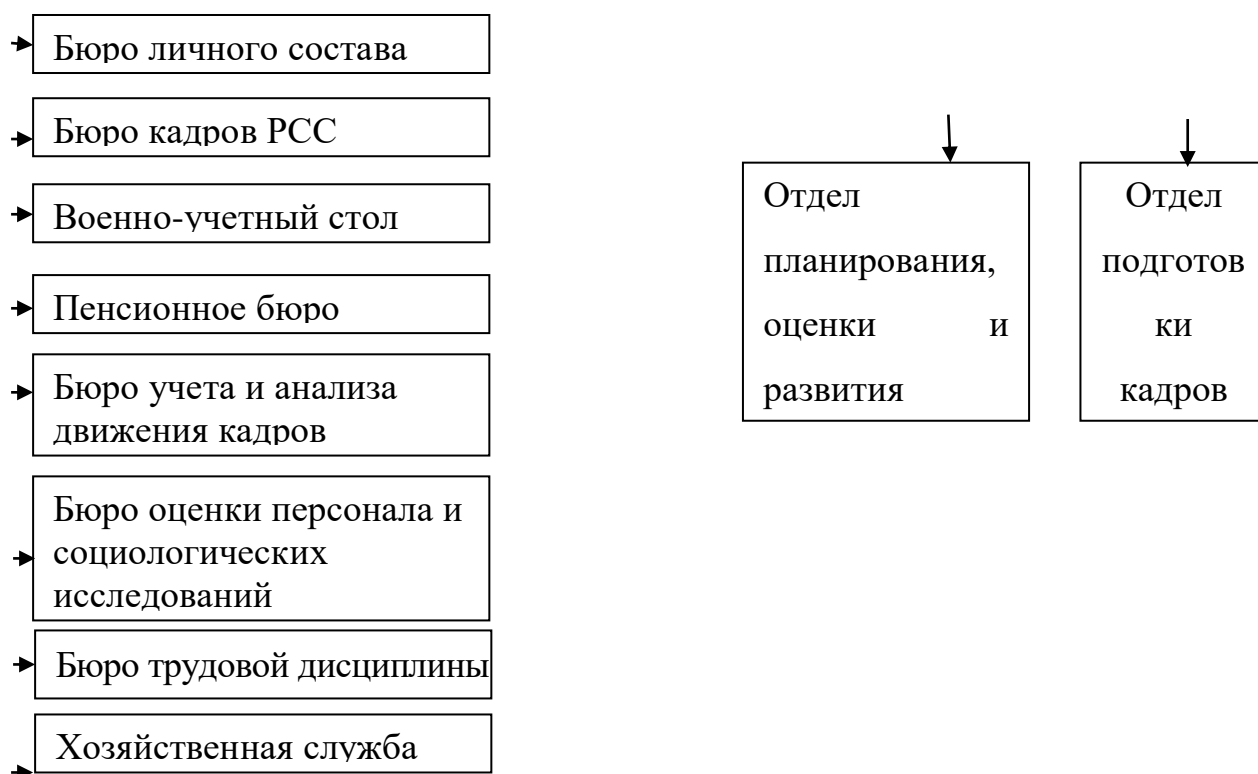 Бюро личного состава
Бюро кадров РСС
Военно-учетный стол
Пенсионное бюро
Бюро учета и анализа
движения кадров
Бюро оценки персонала и
социологических
исследований
Бюро трудовой дисциплины
Хозяйственная служба
Отдел
планирования,
оценки и
развития
Отдел
подготов
ки
кадров